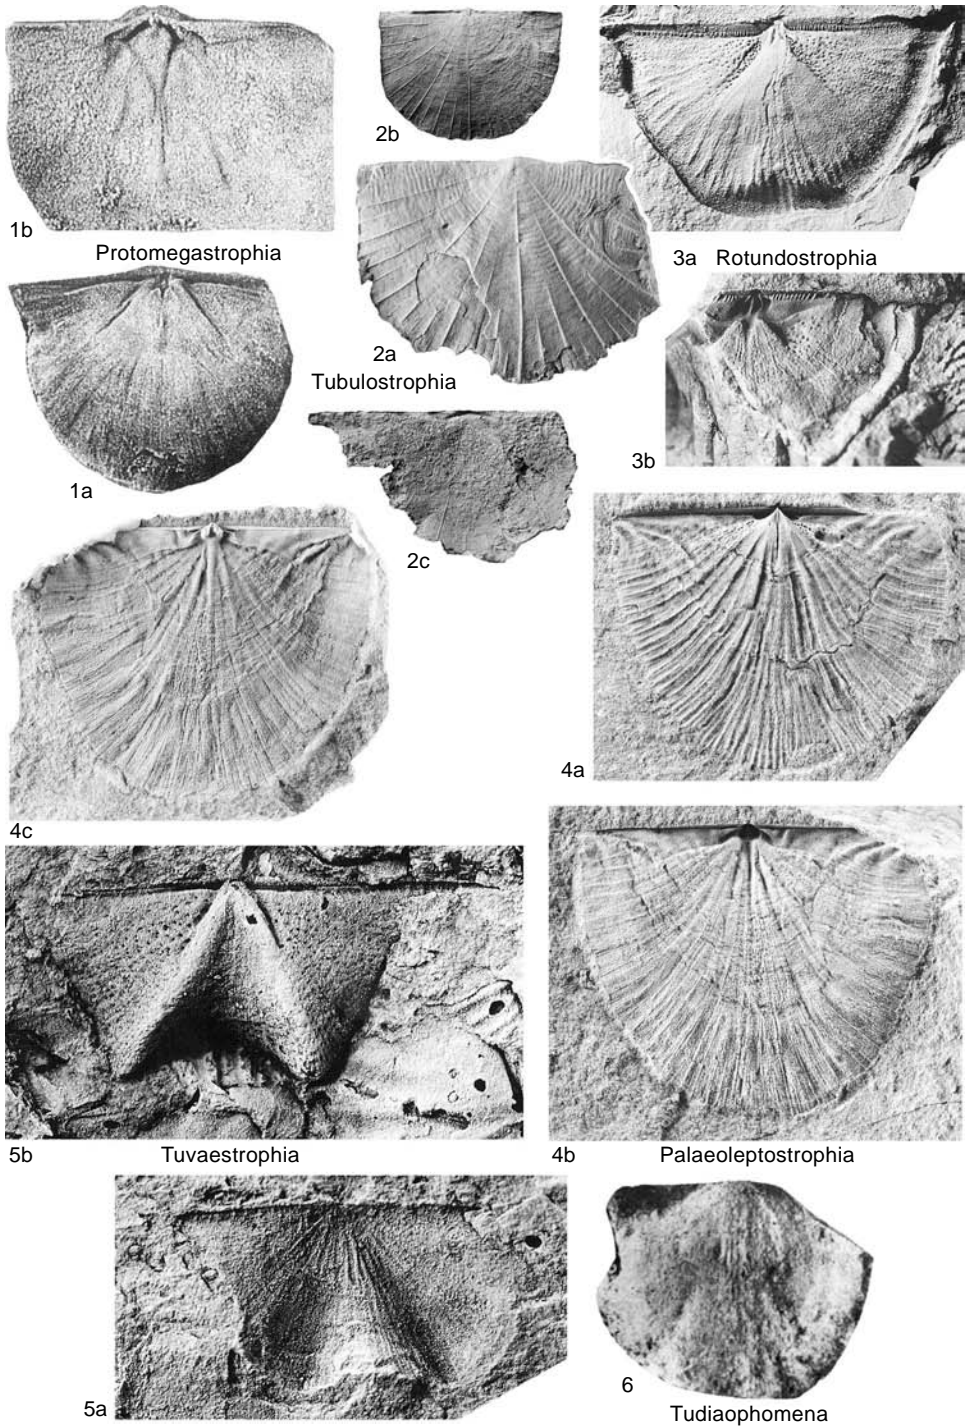 1b
2b
Protomegastrophia
3a Rotundostrophia
2a
Tubulostrophia
1a
3b
2c
4a
4c
5b Tuvaestrophia
4b Palaeoleptostrophia
6
5a
Tudiaophomena